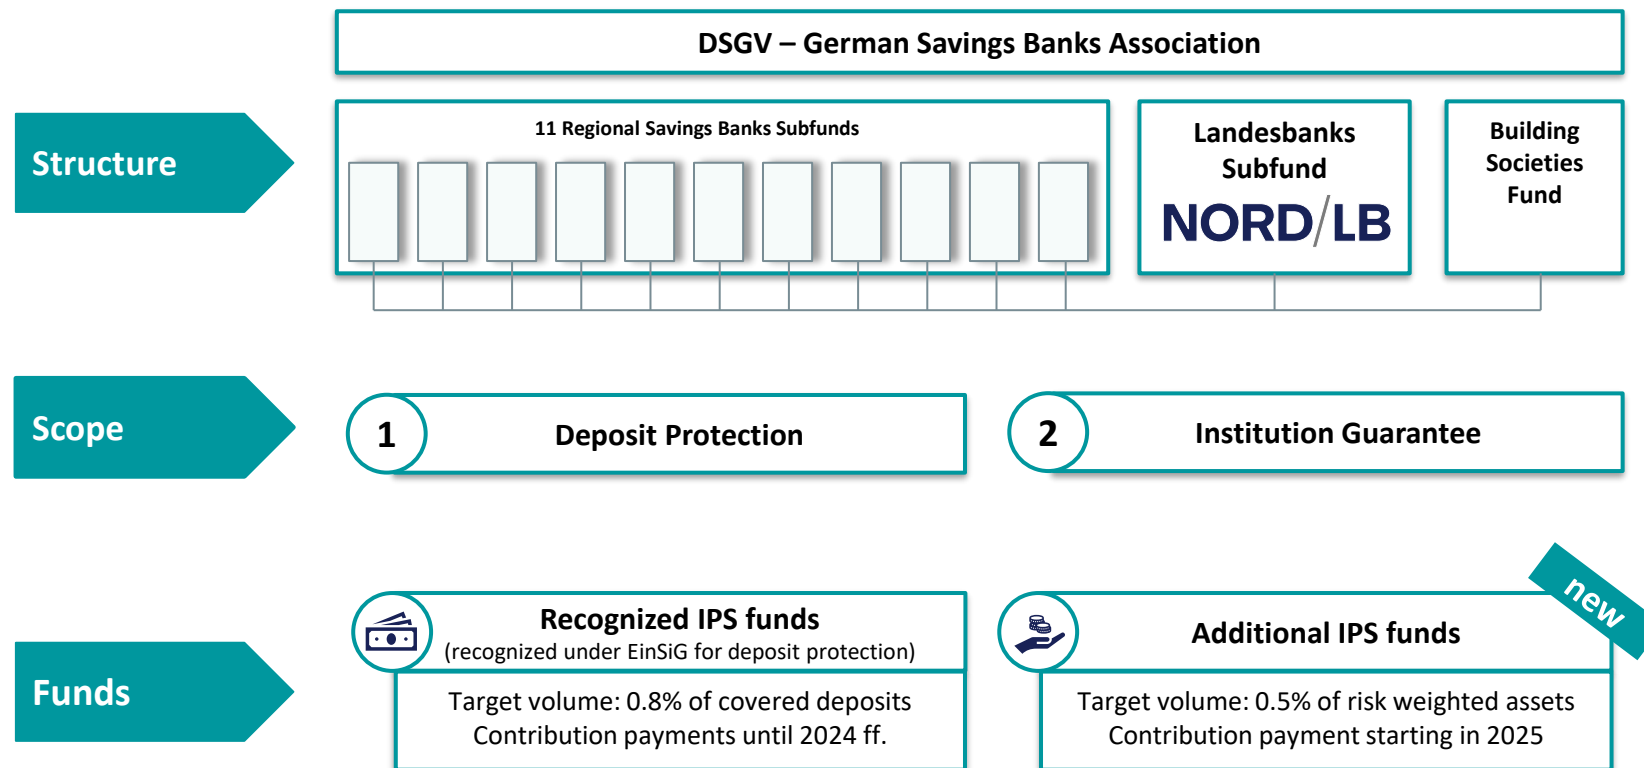 DSGV – German Savings Banks Association
Structure
11 Regional Savings Banks Subfunds
Landesbanks
Subfund
NORD/LB
Building
Societies
Fund
Scope
1
Deposit Protection
2
Institution Guarantee
new
Funds
Recognized IPS funds
(recognized under EinSiG for deposit protection)
Target volume: 0.8% of covered deposits
Contribution payments until 2024 ff.
Additional IPS funds
Target volume: 0.5% of risk weighted assets
Contribution payment starting in 2025